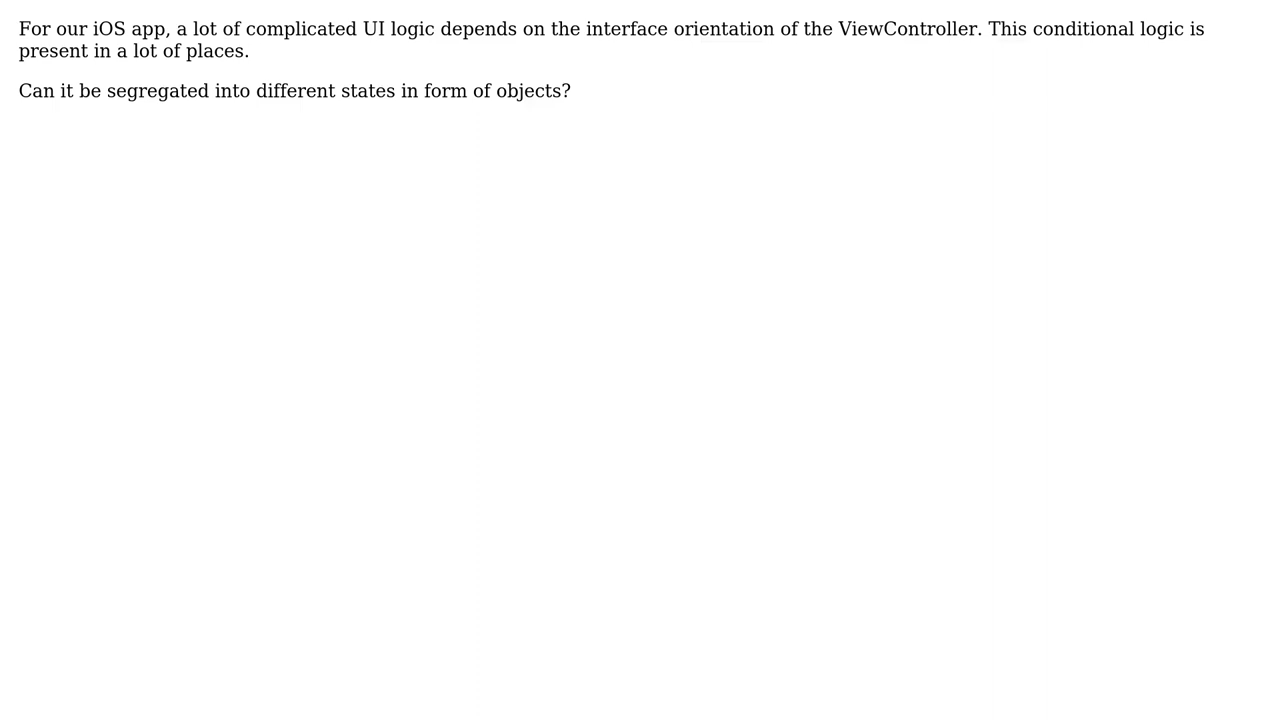 For our iOS app, a lot of complicated UI logic depends on the interface orientation of the ViewController. This conditional logic is
present in a lot of places.
Can it be segregated into different states in form of objects?